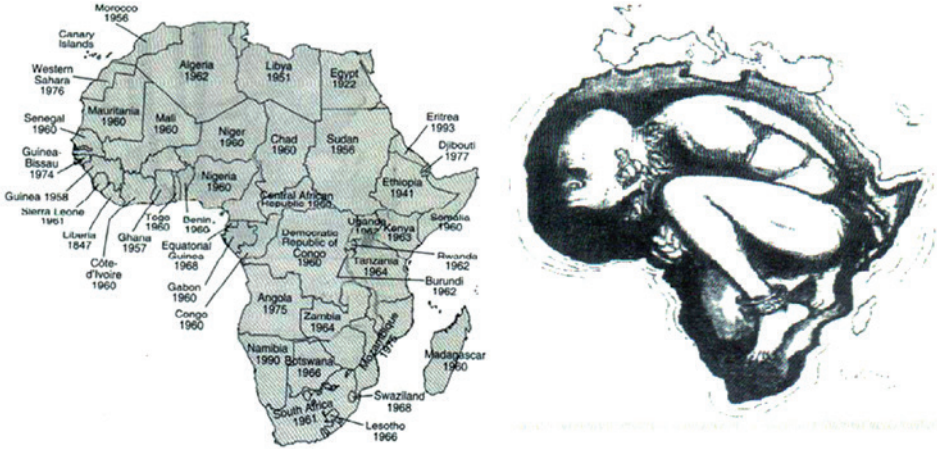 Morocco
1956
Canary
Islands
Western
Sahara
1976
Algeria
1962
Libya
1951
Egypt
1922
Mauritania
1960
Mali
1960
Niger
1960
Chad
1960
Sudan
1956
Eritrea
1993
Djibouti
1977
Senegal
1960
Guinea-
Bissau
1974
Guinea 1958
Sierra Leone
1961
Liberia
1847
Côte-
d'Ivoire
1960
Ghana
1957
Togo
1960
Benin
1960
Nigeria
1960
Equatorial
Guinea
1968
Gabon
1960
Congo
1960
Central African
Republic 1960
Ethiopia
1941
Somalia
1960
Uganda
1962
Kenya
1963
Democratic
Republic of
Congo
1960
Rwanda
1962
Burundi
1962
Tanzania
1964
Angola
1975
Zambia
1964
Mozambique
1975
Madagascar
1960
Namibia
1990
Botswana
1966
Swaziland
1968
South Africa
1961
Lesotho
1966